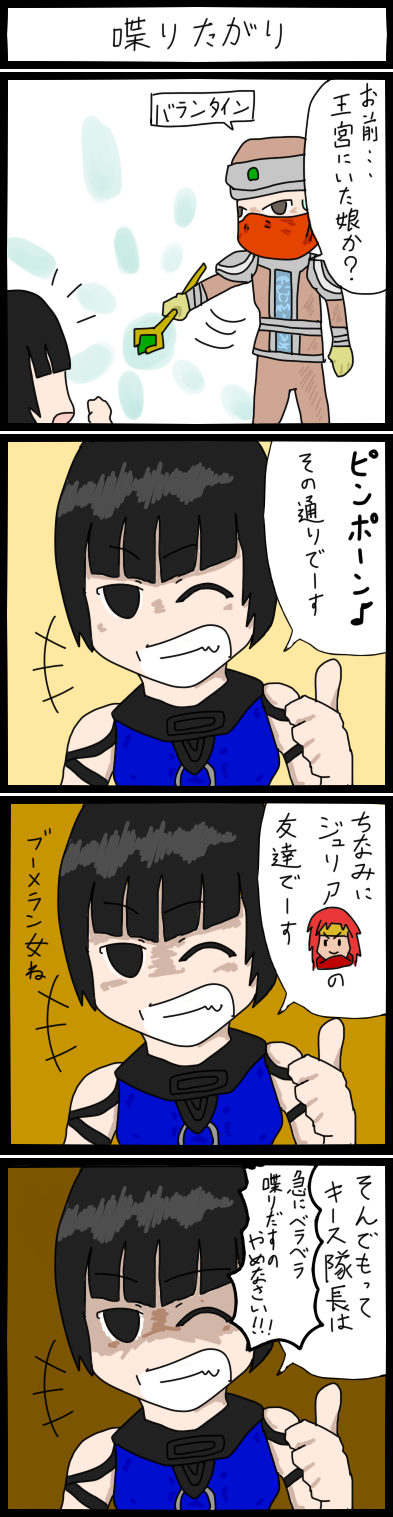 喋りたがり
お前…
王宮にいた娘か？
バランタイン
ピンポーン♪
その通りでーす
ちなみに
ジュリアの
友達でーす
ブーメラン女ね
そんでもって
キース隊長は
急にベラベラ
喋りだすの
やめなさい!!!